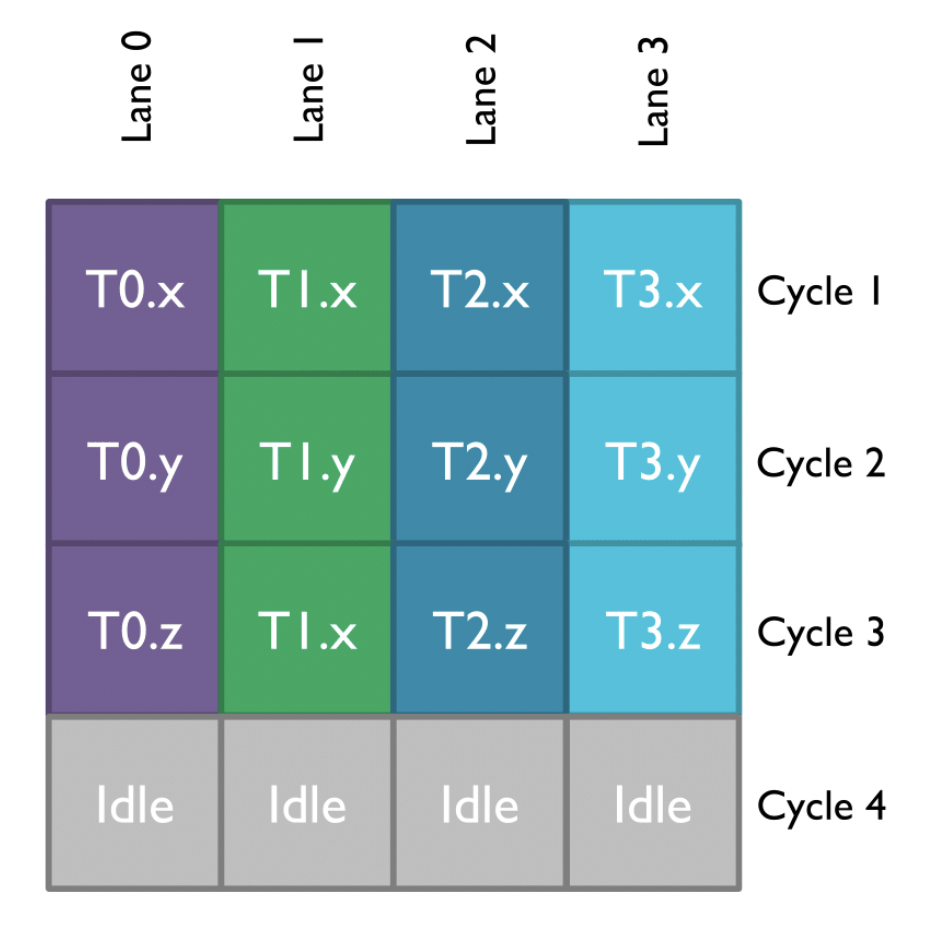 Lane 0 Lane 1 Lane 2 Lane 3
T0.x T1.x T2.x T3.x Cycle 1
T0.y T1.y T2.y T3.y Cycle 2
T0.z T1.x T2.z T3.z Cycle 3
Idle Idle Idle Idle Cycle 4